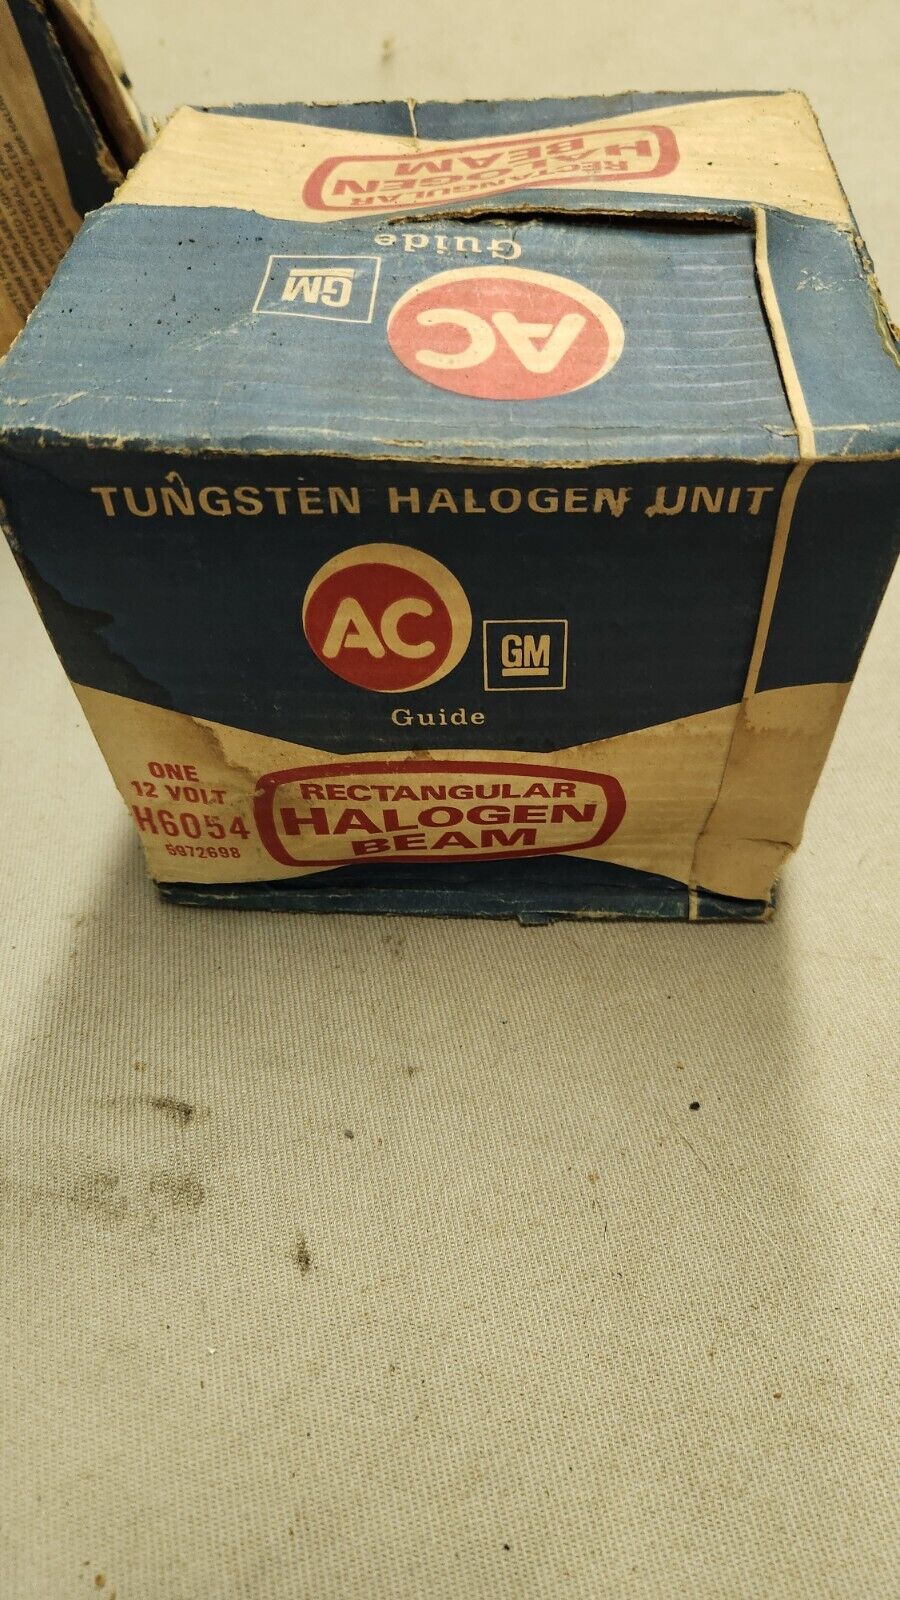 RECTANGULAR
HALOGEN
BEAM
Guide
GM
AC
TUNGSTEN HALOGEN UNIT
AC
GM
Guide
ONE
12 VOLT
H6054
5972698
RECTANGULAR
HALOGEN
BEAM